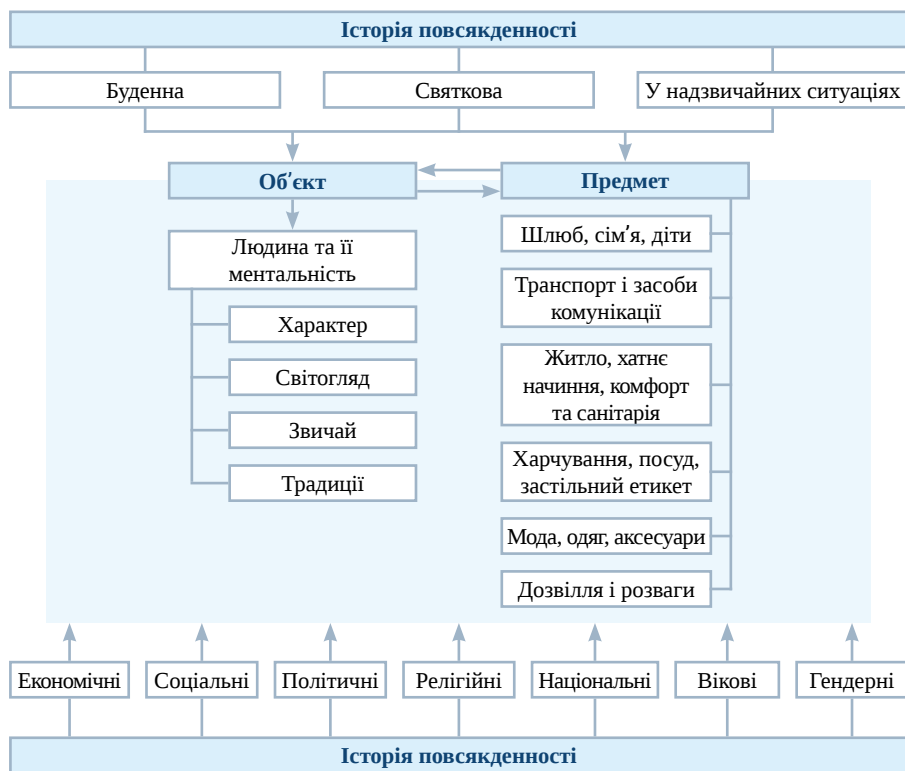 Історія повсякденності
Буденна
Святкова
У надзвичайних ситуаціях
Об′єкт
Предмет
Людина та її
ментальність
Характер
Світогляд
Звичай
Традиції
Шлюб, сім′я, діти
Транспорт і засоби
комунікації
Житло, хатнє
начиння, комфорт
та санітарія
Харчування, посуд,
застільний етикет
Мода, одяг, аксесуари
Дозвілля і розваги
Економічні
Соціальні
Політичні
Релігійні
Національні
Вікові
Гендерні
Історія повсякденності